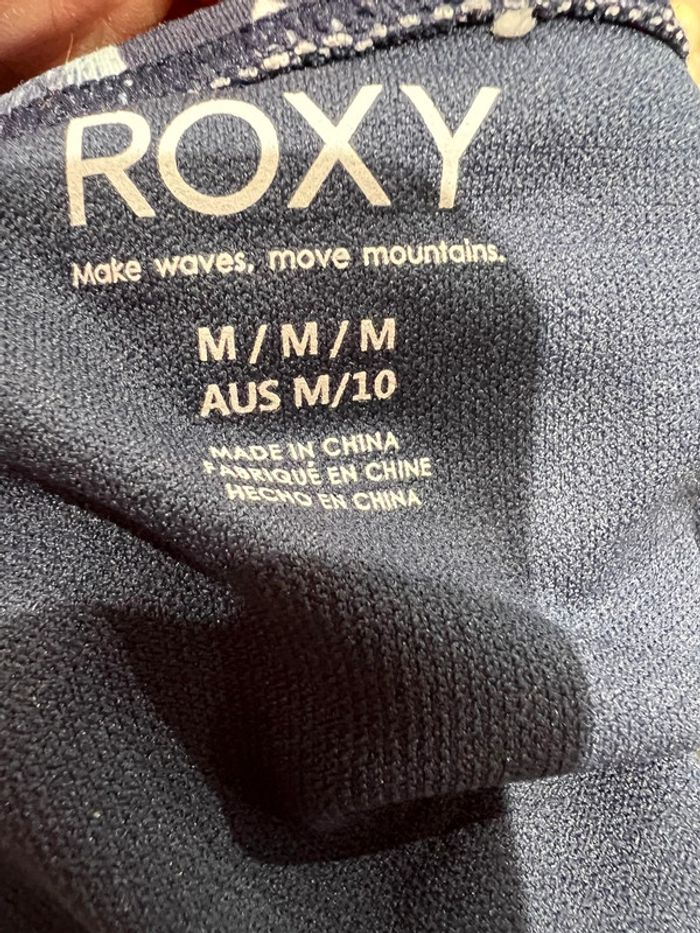 ROXY
Make waves, move mountains.
M / M / M
AUS M/10
MADE IN CHINA
FABRIQUÉ EN CHINE
HECHO EN CHINA